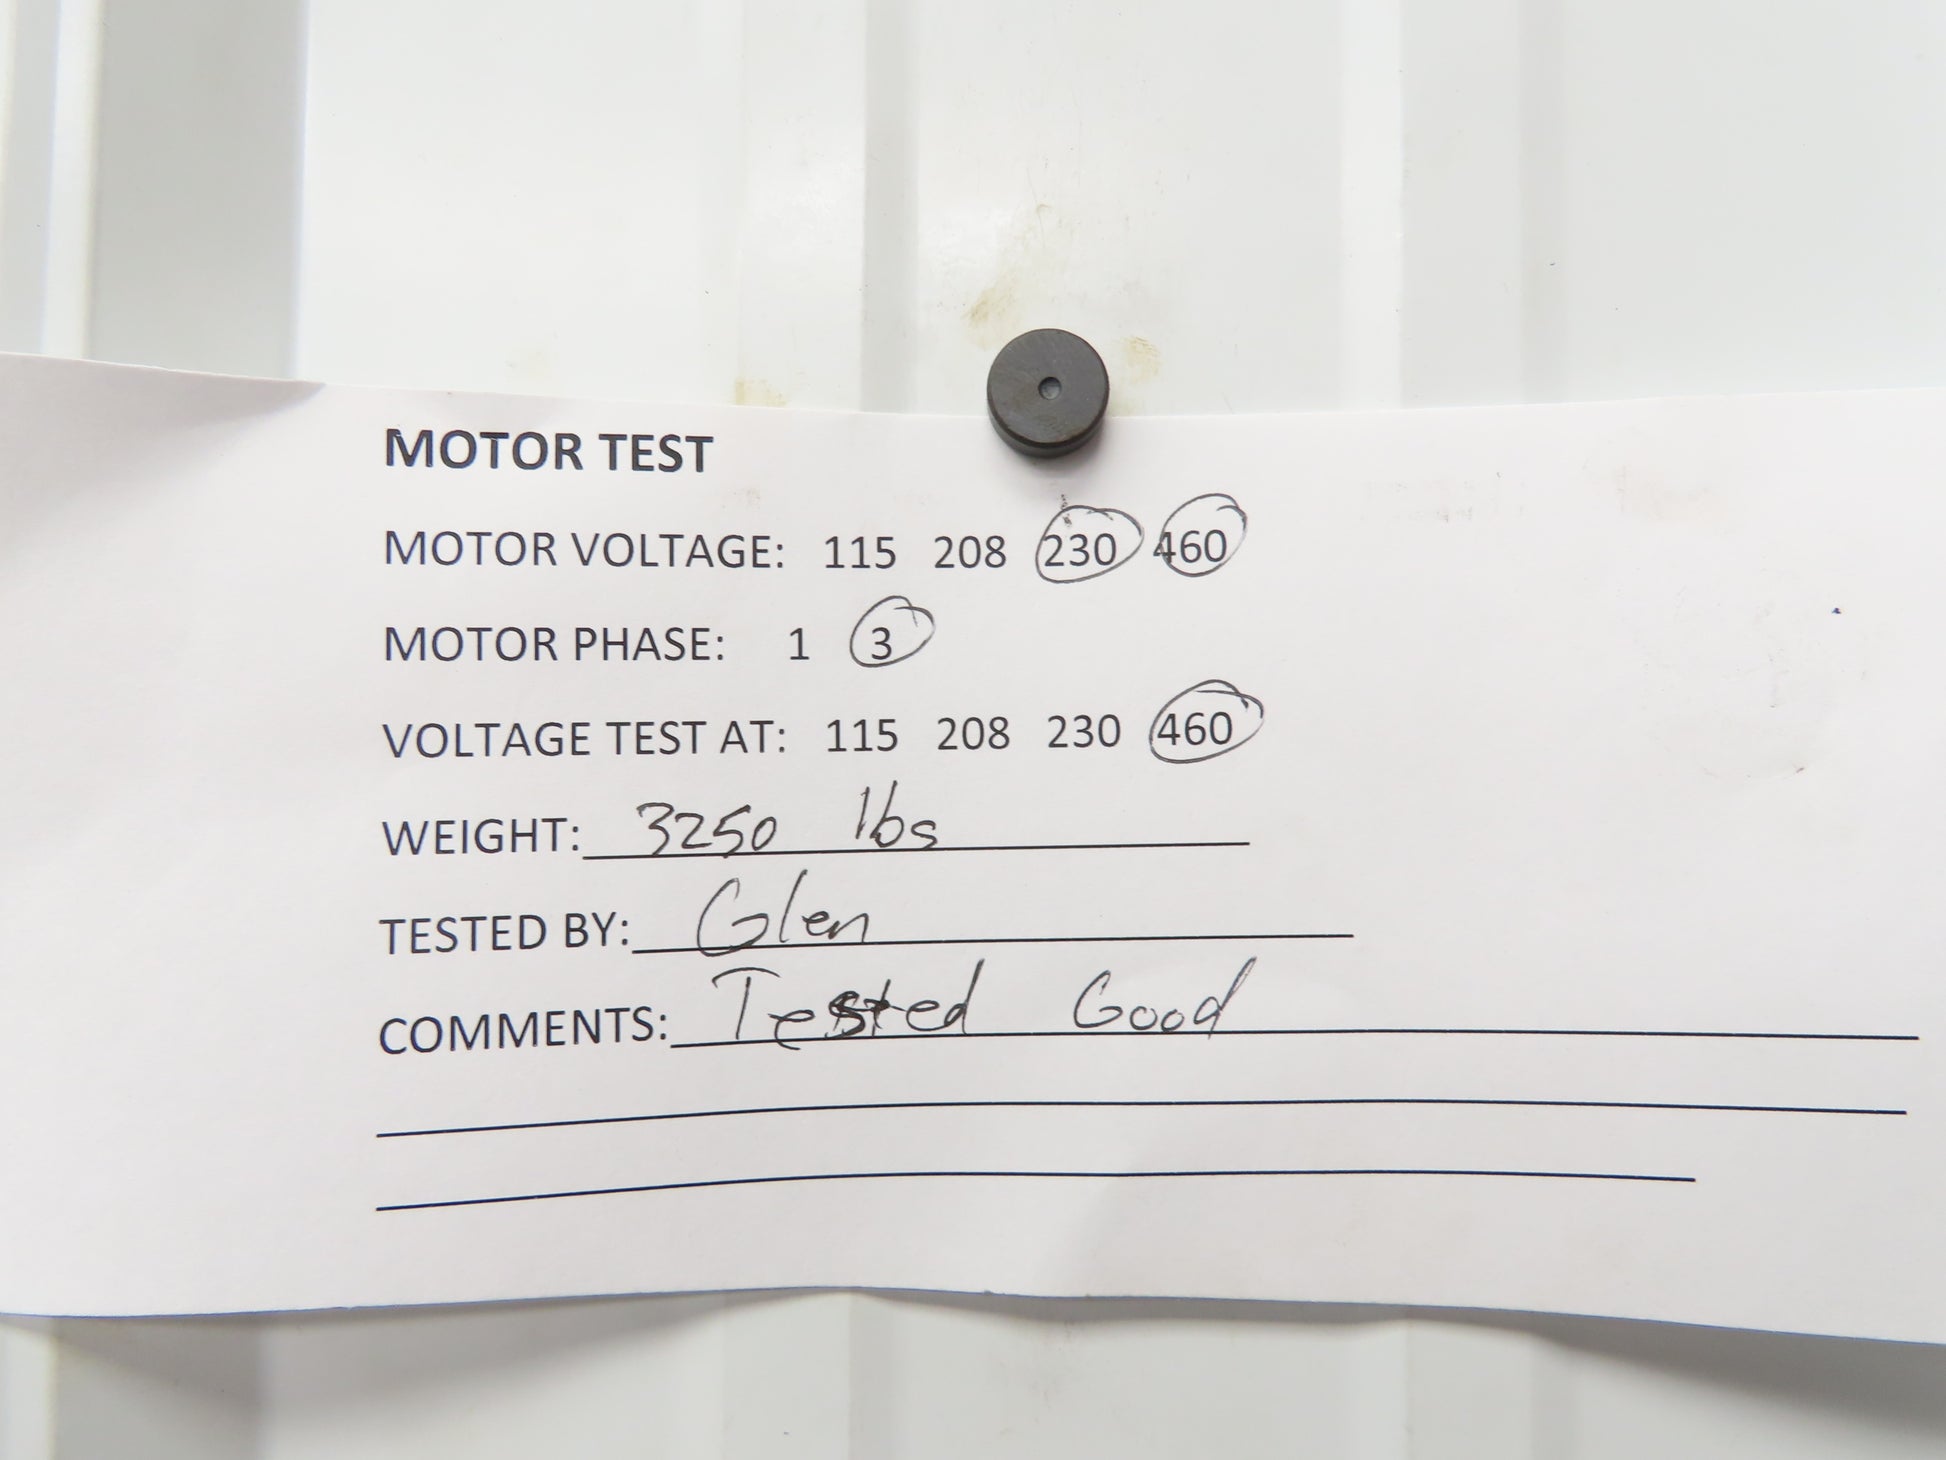 MOTOR TEST
MOTOR VOLTAGE: 115 208 230 460
MOTOR PHASE: 1 3
VOLTAGE TEST AT: 115 208 230 460
WEIGHT: 3250 lbs
TESTED BY: Glen
COMMENTS: Tested Good